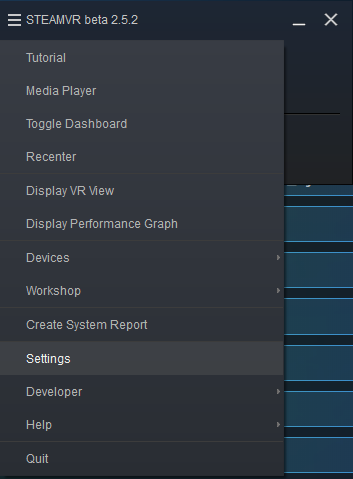 STEAMVR beta 2.5.2
Tutorial
Media Player
Toggle Dashboard
Recenter
Display VR View
Display Performance Graph
Devices
Workshop
Create System Report
Settings
Developer
Help
Quit